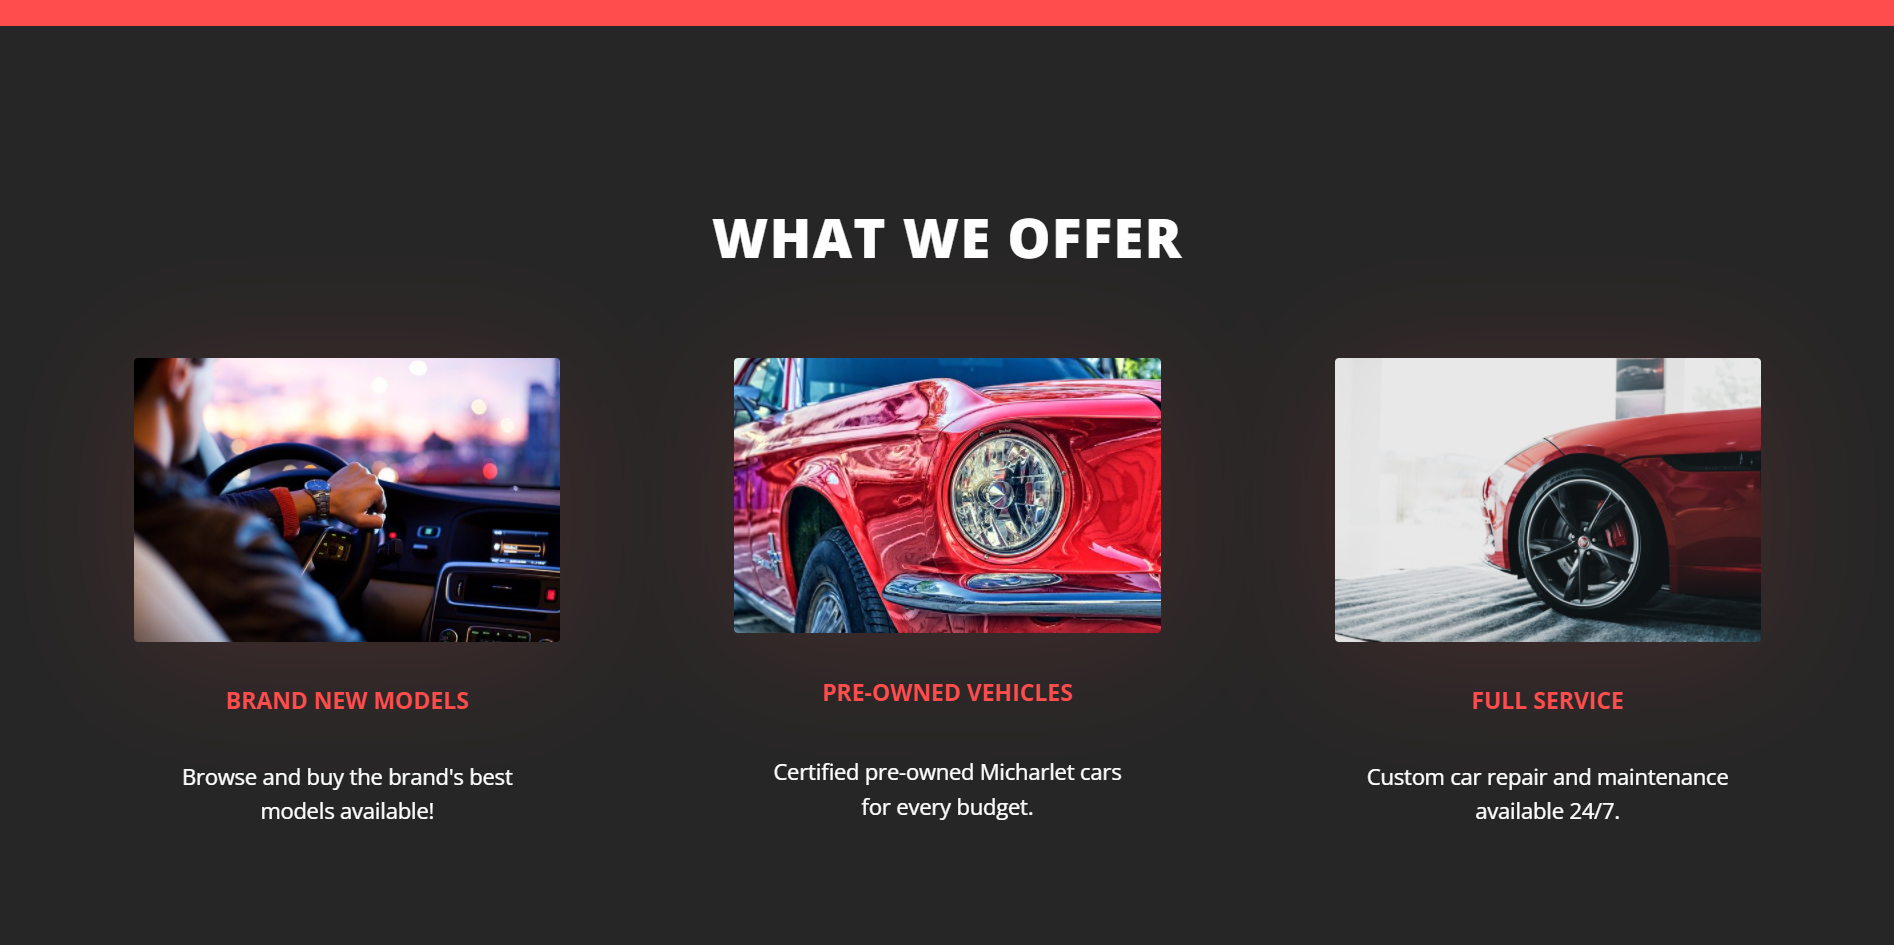 WHAT WE OFFER
BRAND NEW MODELS
Browse and buy the brand's best
models available!
PRE-OWNED VEHICLES
Certified pre-owned Micharlet cars
for every budget.
FULL SERVICE
Custom car repair and maintenance
available 24/7.